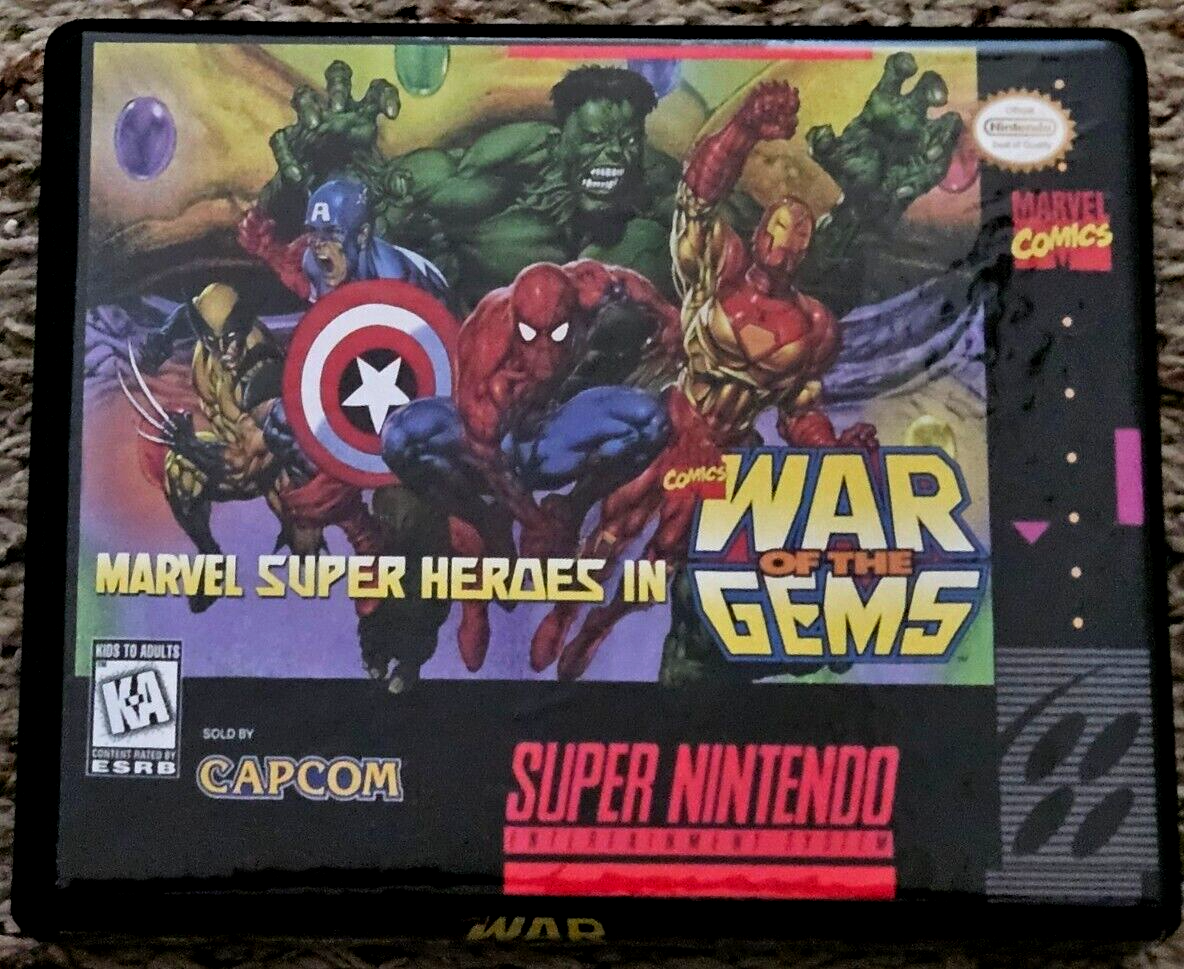 Official
Nintendo
Seal of Quality
MARVEL
COMICS
A
COMICS
WAR
OF THE
GEMS
MARVEL SUPER HEROES IN
KIDS TO ADULTS
K-A
CONTENT RATED BY
ESRB
SOLD BY
CAPCOM
SUPER NINTENDO
ENTERTAINMENT SYSTEM
WAR